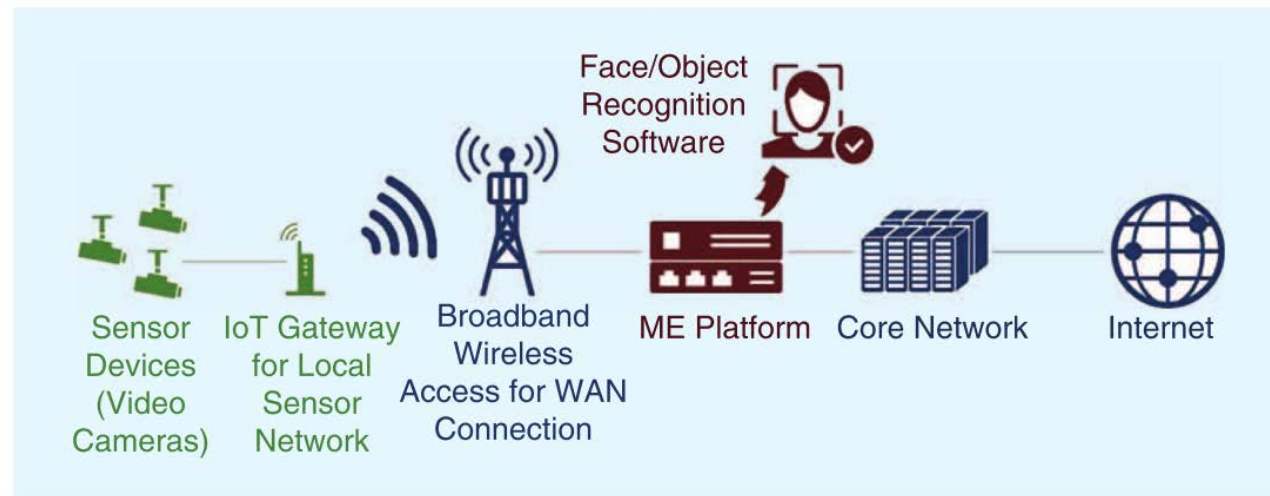 Face/Object
Recognition
Software
Sensor
Devices
(Video
Cameras)
IoT Gateway
for Local
Sensor
Network
Broadband
Wireless
Access for WAN
Connection
ME Platform
Core Network
Internet